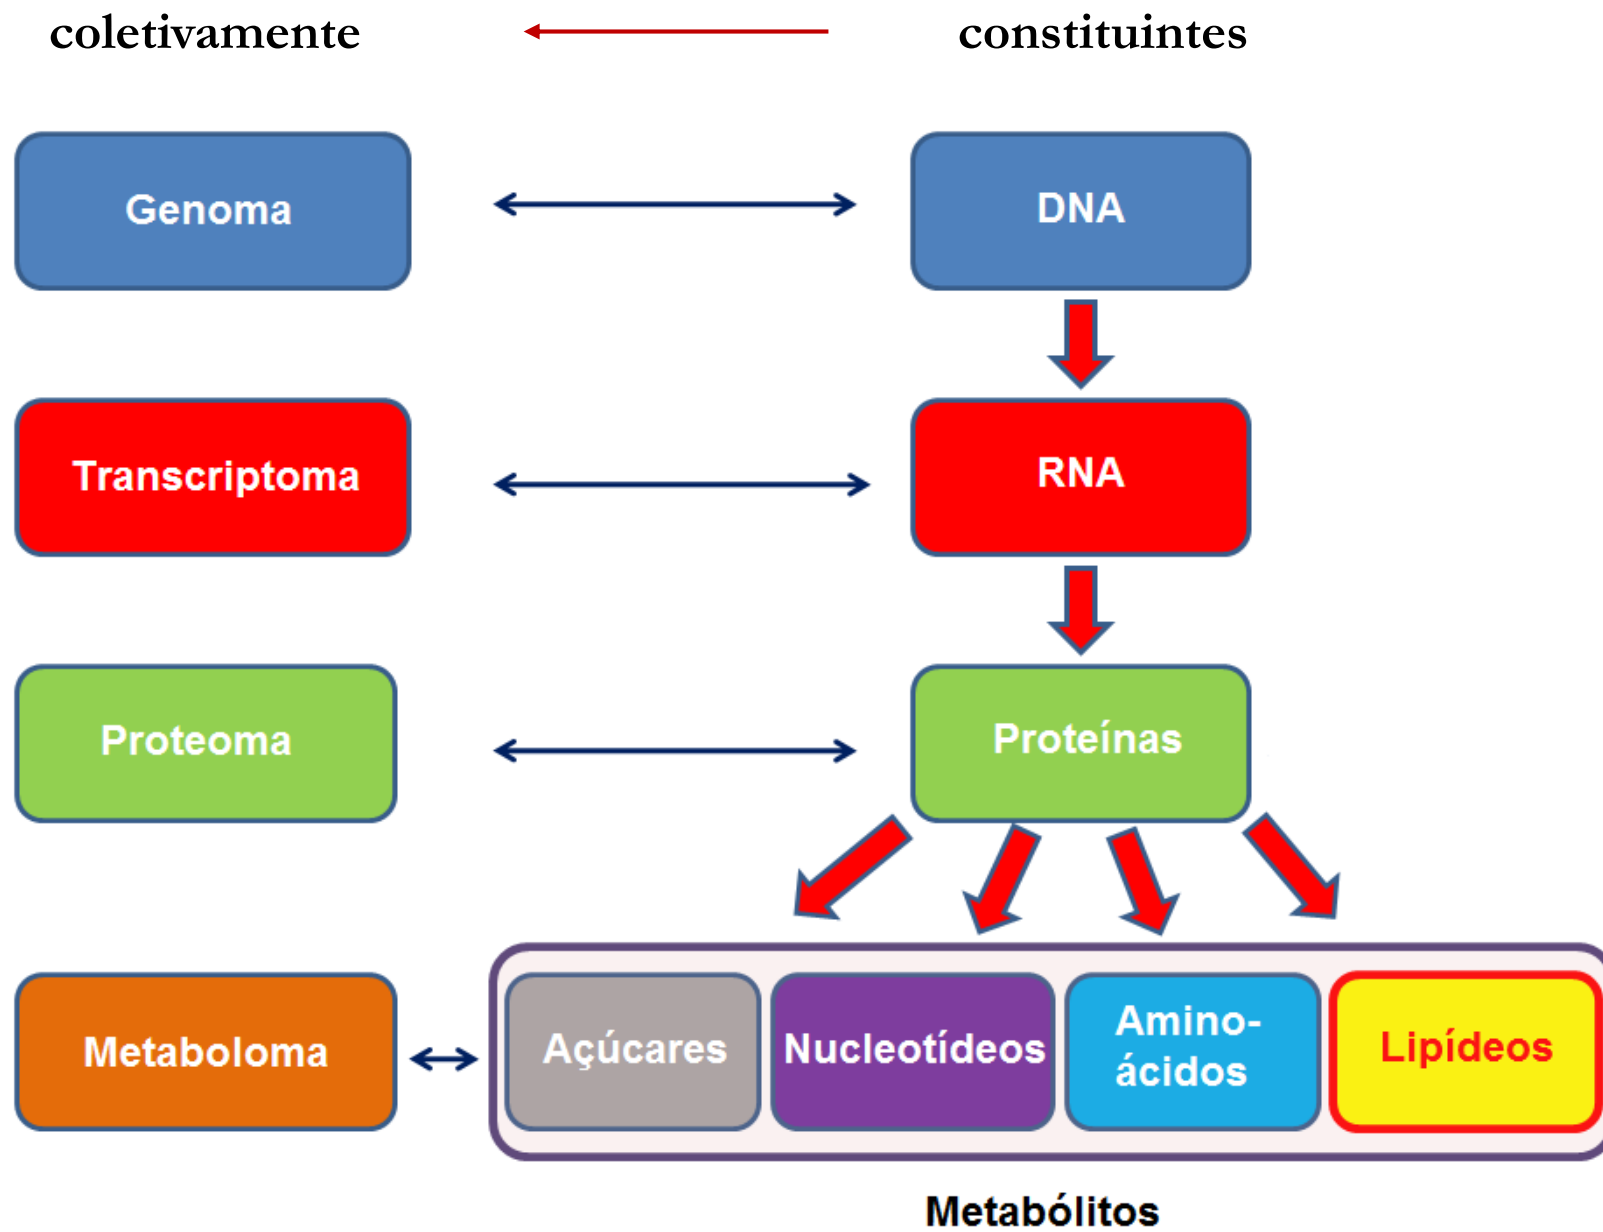 coletivamente
constituintes
Genoma
DNA
Transcriptoma
RNA
Proteoma
Proteínas
Metaboloma
Açúcares
Nucleotídeos
Amino-
ácidos
Lipídeos
Metabólitos